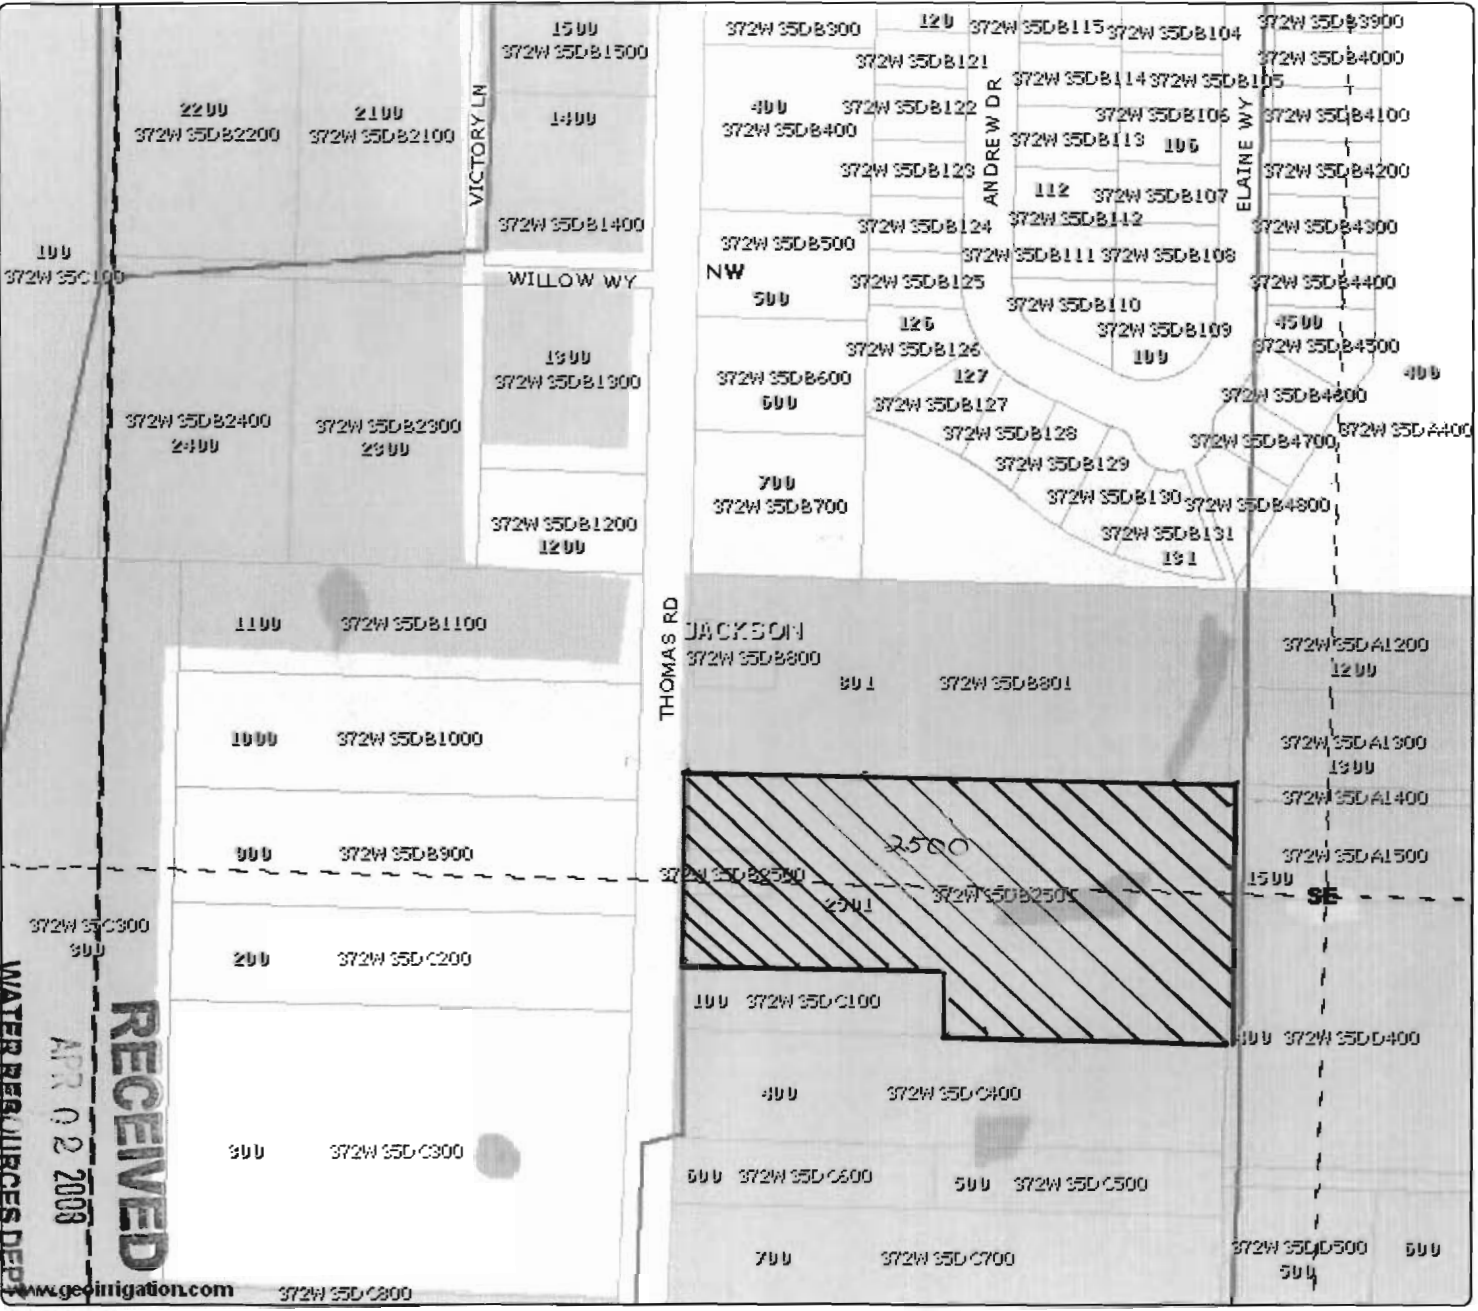 1500
372W 35DB1500
2200
372W 35DB2200
2100
372W 35DB2100
VICTORY LN
1400
372W 35DB1400
100
372W 35C100
WILLOW WY
1300
372W 35DB1300
372W 35DB2400
2400
372W 35DB2300
2300
372W 35DB1200
1200
372W 35DB300
400
372W 35DB400
372W 35DB500
NW
500
372W 35DB600
600
700
372W 35DB700
120
372W 35DB121
372W 35DB122
372W 35DB123
372W 35DB124
372W 35DB125
126
372W 35DB126
127
372W 35DB127
372W 35DB128
372W 35DB129
372W 35DB130
372W 35DB131
131
ANDREW DR
372W 35DB115
372W 35DB104
372W 35DB114
372W 35DB105
372W 35DB106
372W 35DB113
106
112
372W 35DB107
372W 35DB112
372W 35DB111
372W 35DB108
372W 35DB110
372W 35DB109
109
ELAINE WY
372W 35DB3900
372W 35DB4000
372W 35DB4100
372W 35DB4200
372W 35DB4300
372W 35DB4400
4500
372W 35DB4500
400
372W 35DB4600
372W 35DA400
372W 35DB4700
372W 35DB4800
1100
372W 35DB1100
THOMAS RD
JACKSON
372W 35DB800
801
372W 35DB801
372W 35DA1200
1200
1000
372W 35DB1000
372W 35DA1300
1300
372W 35DA1400
900
372W 35DB900
2500
372W 35DB2500
2501
372W 35DB2501
372W 35DA1500
1500
SE
372W 35C300
300
200
372W 35DC200
100
372W 35DC100
400
372W 35DD400
400
372W 35DC400
300
372W 35DC300
600
372W 35DC600
500
372W 35DC500
700
372W 35DC700
372W 35DD500
500
600
RECEIVED
APR 02 2008
WATER RESOURCES DEPT
www.geoirrigation.com
372W 35DC800